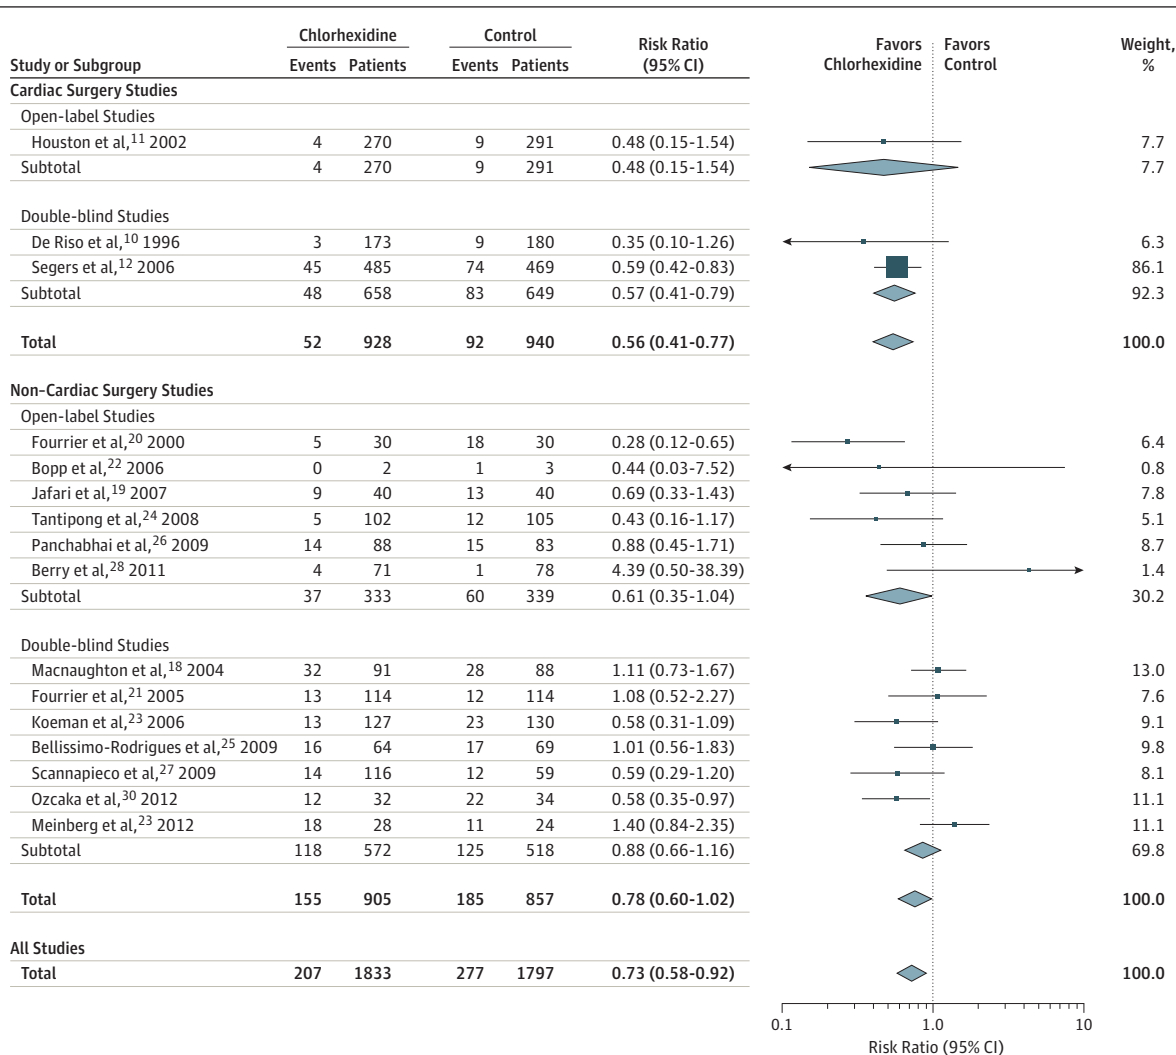 Chlorhexidine Control Risk Ratio Favors Favors Weight,
Study or Subgroup Events Patients Events Patients (95% CI) Chlorhexidine Control %
Cardiac Surgery Studies
Open-label Studies
Houston et al,11 2002 4 270 9 291 0.48 (0.15-1.54) 7.7
Subtotal 4 270 9 291 0.48 (0.15-1.54) 7.7
Double-blind Studies
De Riso et al,10 1996 3 173 9 180 0.35 (0.10-1.26) 6.3
Segers et al,12 2006 45 485 74 469 0.59 (0.42-0.83) 86.1
Subtotal 48 658 83 649 0.57 (0.41-0.79) 92.3
Total 52 928 92 940 0.56 (0.41-0.77) 100.0
Non-Cardiac Surgery Studies
Open-label Studies
Fourrier et al,20 2000 5 30 18 30 0.28 (0.12-0.65) 6.4
Bopp et al,22 2006 0 2 1 3 0.44 (0.03-7.52) 0.8
Jafari et al,19 2007 9 40 13 40 0.69 (0.33-1.43) 7.8
Tantipong et al,24 2008 5 102 12 105 0.43 (0.16-1.17) 5.1
Panchabhai et al,26 2009 14 88 15 83 0.88 (0.45-1.71) 8.7
Berry et al,28 2011 4 71 1 78 4.39 (0.50-38.39) 1.4
Subtotal 37 333 60 339 0.61 (0.35-1.04) 30.2
Double-blind Studies
Macnaughton et al,18 2004 32 91 28 88 1.11 (0.73-1.67) 13.0
Fourrier et al,21 2005 13 114 12 114 1.08 (0.52-2.27) 7.6
Koeman et al,23 2006 13 127 23 130 0.58 (0.31-1.09) 9.1
Bellissimo-Rodrigues et al,25 2009 16 64 17 69 1.01 (0.56-1.83) 9.8
Scannapieco et al,27 2009 14 116 12 59 0.59 (0.29-1.20) 8.1
Ozcaka et al,30 2012 12 32 22 34 0.58 (0.35-0.97) 11.1
Meinberg et al,23 2012 18 28 11 24 1.40 (0.84-2.35) 11.1
Subtotal 118 572 125 518 0.88 (0.66-1.16) 69.8
Total 155 905 185 857 0.78 (0.60-1.02) 100.0
All Studies
Total 207 1833 277 1797 0.73 (0.58-0.92) 100.0
0.1 1.0 10
Risk Ratio (95% CI)